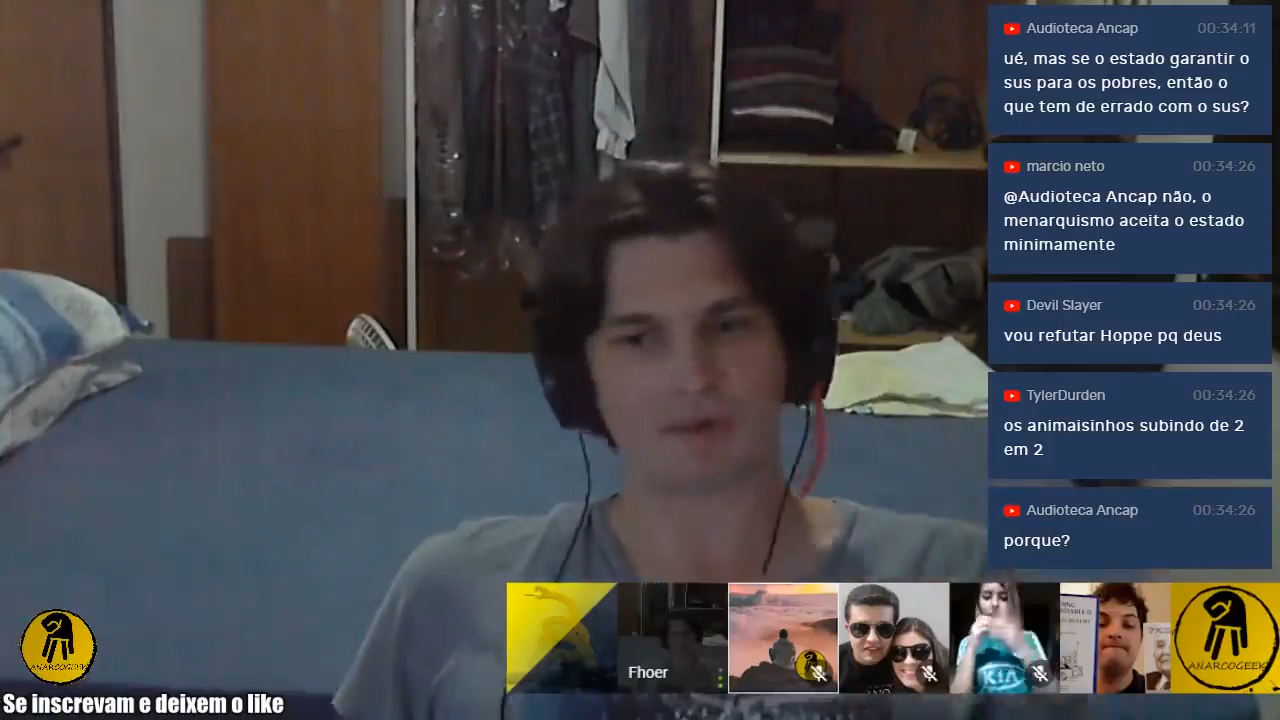 Audioteca Ancap 00:34:11
ué, mas se o estado garantir o
sus para os pobres, então o
que tem de errado com o sus?
marcio neto 00:34:26
@Audioteca Ancap não, o
menarquismo aceita o estado
minimamente
Devil Slayer 00:34:26
vou refutar Hoppe pq deus
TylerDurden 00:34:26
os animaisinhos subindo de 2
em 2
Audioteca Ancap 00:34:26
porque?
Fhoer
KIA
ANARCOGEEK
ANARCOGEEK
Se inscrevam e deixem o like